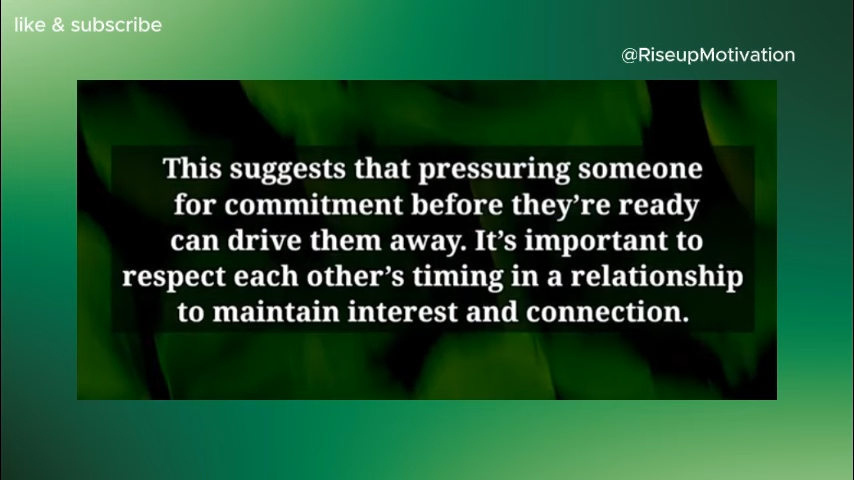 like & subscribe
@RiseupMotivation
This suggests that pressuring someone
for commitment before they’re ready
can drive them away. It’s important to
respect each other’s timing in a relationship
to maintain interest and connection.